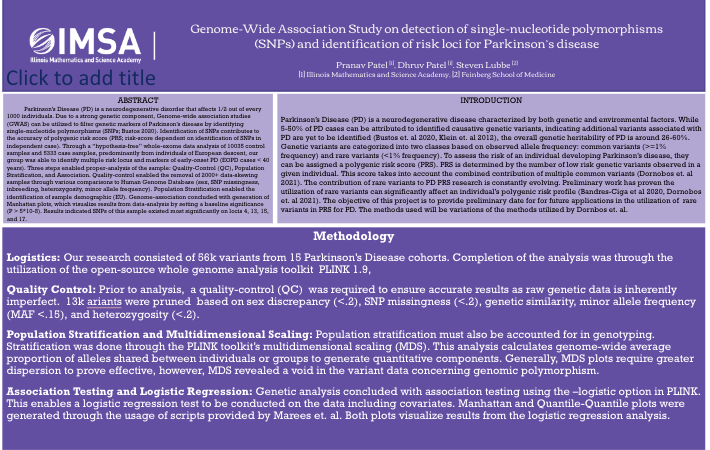 Genome-Wide Association Study on detection of single-nucleotide polymorphisms
(SNPs) and identification of risk loci for Parkinson's disease
IMSA
Illinois Mathematics and Science Academy
Click to add title
Pranav Patel [1], Dhruv Patel [1], Steven Lubbe [2]
[1] Illinois Mathematics and Science Academy, [2] Feinberg School of Medicine
ABSTRACT
Parkinson's Disease (PD) is a neurodegenerative disorder that affects 1/2 out of every
1000 individuals. Due to a strong genetic component, Genome-wide association studies
(GWAS) can be utilized to filter genetic markers of Parkinson's disease by identifying
single-nucleotide polymorphisms (SNPs; Bustos 2020). Identification of SNPs contributes to
the accuracy of polygenic risk score (PRS; risk-score dependent on identification of SNPs in
independent case). Through a "hypothesis-free" whole-exome data analysis of 10035 control
samples and 5333 case samples, predominantly from individuals of European descent, our
group was able to identify multiple risk locus and markers of early-onset PD (EOPD cases < 40
years). Three steps enabled proper analysis of the sample: Quality-Control (QC), Population
Stratification, and Association. Quality-control enabled the removal of 2000+ data-skewing
samples through various comparisons to Human Genome Database (sex, SNP missingness,
inbreeding, heterozygosity, minor allele frequency). Population Stratification enabled the
identification of sample demographic (EU). Genome-association concluded with generation of
Manhattan plots, which visualize results from data-analysis by setting a baseline significance
(P > 5*10-8). Results indicated SNPs of this sample existed most significantly on locis 4, 13, 15,
and 17.
INTRODUCTION
Parkinson's Disease (PD) is a neurodegenerative disease characterized by both genetic and environmental factors. While
5-50% of PD cases can be attributed to identified causative genetic variants, indicating additional variants associated with
PD are yet to be identified (Bustos et. al 2020, Klein et. al 2012), the overall genetic heritability of PD is around 26-60%.
Genetic variants are categorized into two classes based on observed allele frequency: common variants (>=1%
frequency) and rare variants (<1% frequency). To assess the risk of an individual developing Parkinson's disease, they
can be assigned a polygenic risk score (PRS). PRS is determined by the number of low risk genetic variants observed in a
given individual. This score takes into account the combined contribution of multiple common variants (Dornobos et. al
2021). The contribution of rare variants to PD PRS research is constantly evolving. Preliminary work has proven the
utilization of rare variants can significantly affect an individual's polygenic risk profile (Bandres-Ciga et al 2020, Dornobos
et. al 2021). The objective of this project is to provide preliminary date for for future applications in the utilization of rare
variants in PRS for PD. The methods used will be variations of the methods utilized by Dornbos et. al.
Methodology
Logistics: Our research consisted of 56k variants from 15 Parkinson's Disease cohorts. Completion of the analysis was through the
utilization of the open-source whole genome analysis toolkit PLINK 1.9,
Quality Control: Prior to analysis, a quality-control (QC) was required to ensure accurate results as raw genetic data is inherently
imperfect. 13k ariants were pruned based on sex discrepancy (<.2), SNP missingness (<.2), genetic similarity, minor allele frequency
(MAF <.15), and heterozygosity (<.2).
Population Stratification and Multidimensional Scaling: Population stratification must also be accounted for in genotyping.
Stratification was done through the PLINK toolkit's multidimensional scaling (MDS). This analysis calculates genome-wide average
proportion of alleles shared between individuals or groups to generate quantitative components. Generally, MDS plots require greater
dispersion to prove effective, however, MDS revealed a void in the variant data concerning genomic polymorphism.
Association Testing and Logistic Regression: Genetic analysis concluded with association testing using the –logistic option in PLINK.
This enables a logistic regression test to be conducted on the data including covariates. Manhattan and Quantile-Quantile plots were
generated through the usage of scripts provided by Marees et. al. Both plots visualize results from the logistic regression analysis.